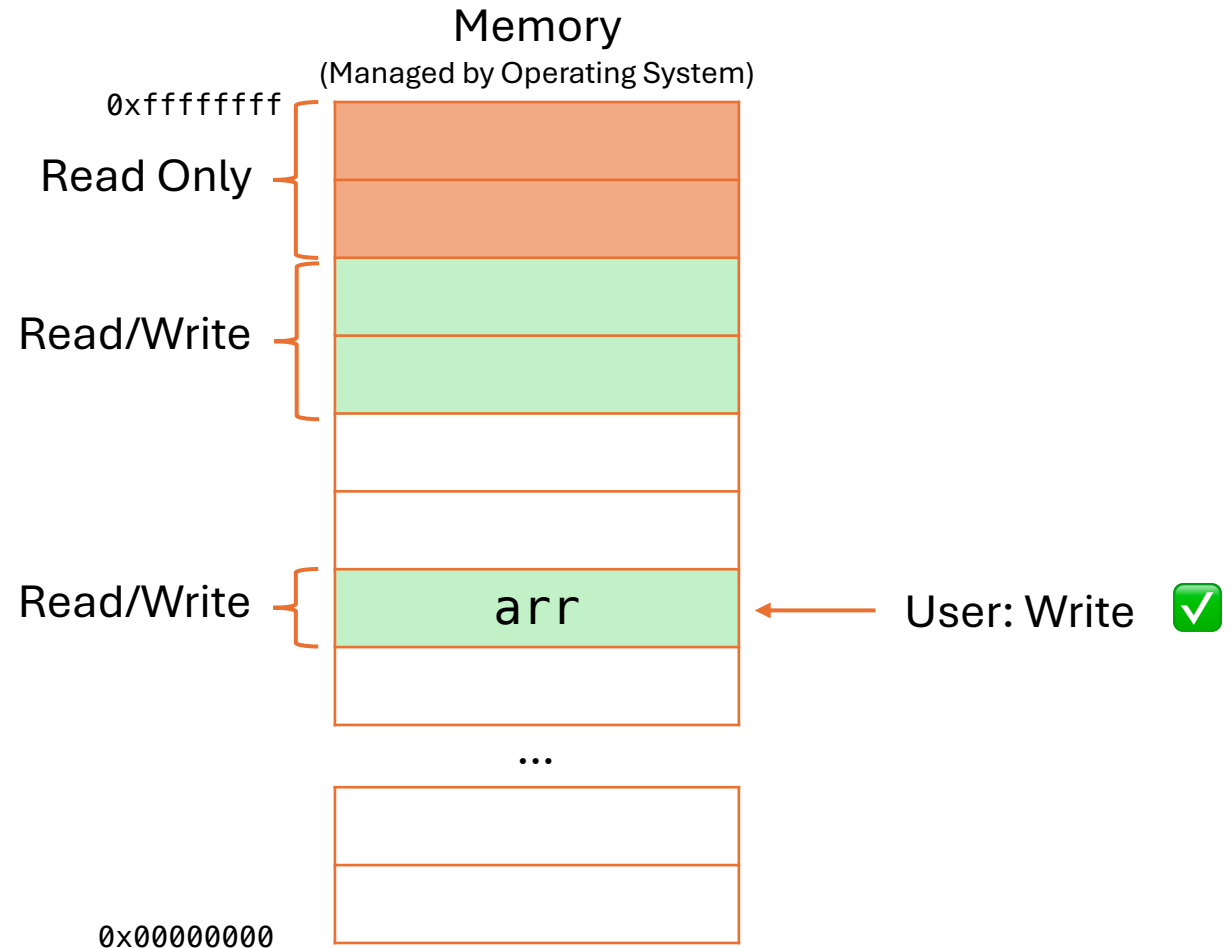 Memory
(Managed by Operating System)
0xffffffff
Read Only
Read/Write
Read/Write
arr
User: Write ✅
...
0x00000000